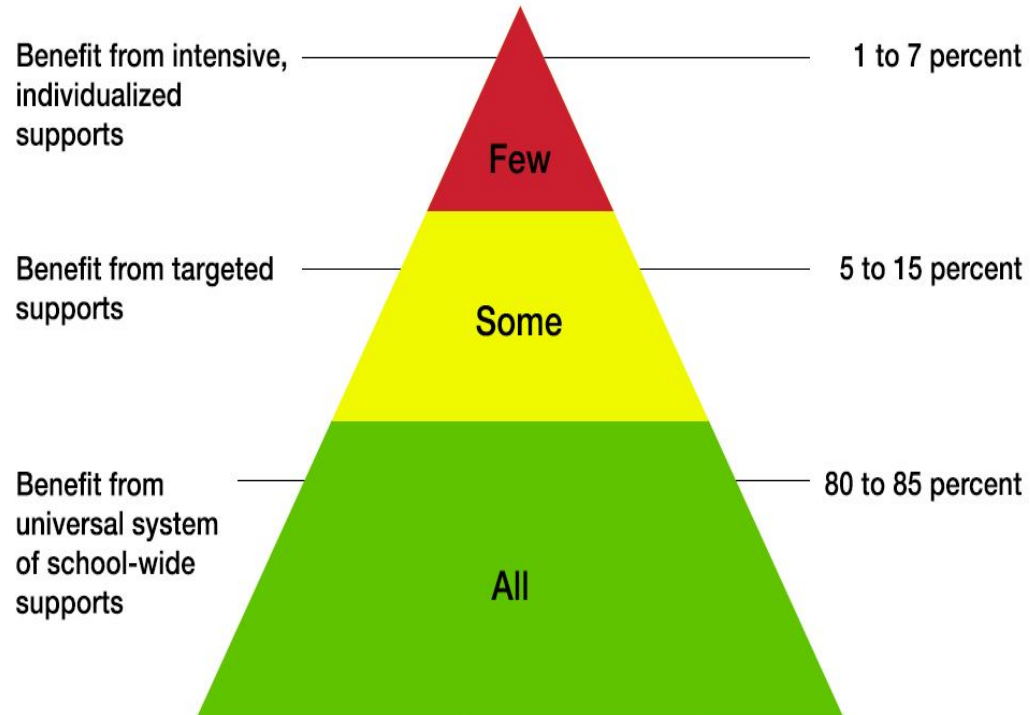 Benefit from intensive,
individualized
supports
1 to 7 percent
Few
Benefit from targeted
supports
5 to 15 percent
Some
Benefit from
universal system
of school-wide
supports
80 to 85 percent
All